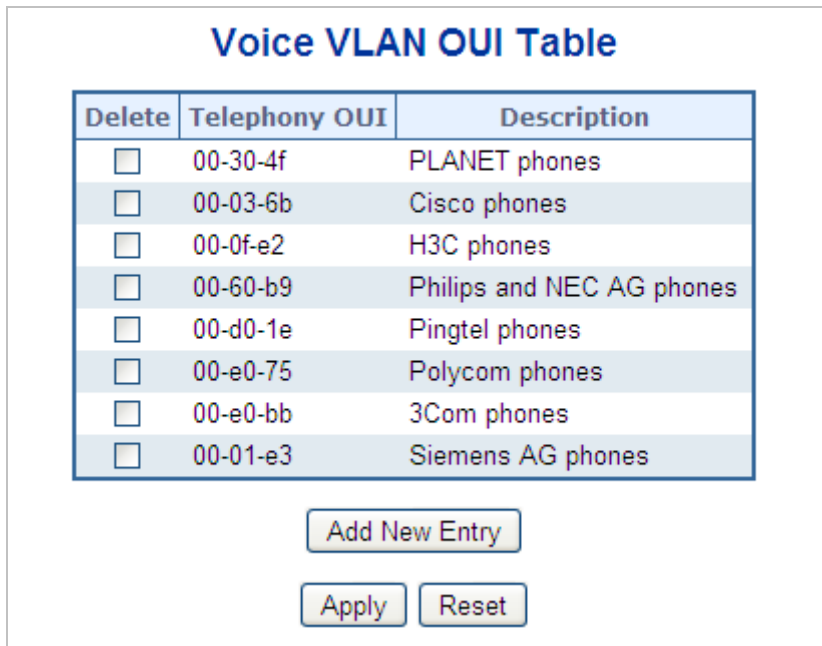 Voice VLAN OUI Table
Delete Telephony OUI Description
00-30-4f PLANET phones
00-03-6b Cisco phones
00-0f-e2 H3C phones
00-60-b9 Philips and NEC AG phones
00-d0-1e Pingtel phones
00-e0-75 Polycom phones
00-e0-bb 3Com phones
00-01-e3 Siemens AG phones
Add New Entry
Apply Reset